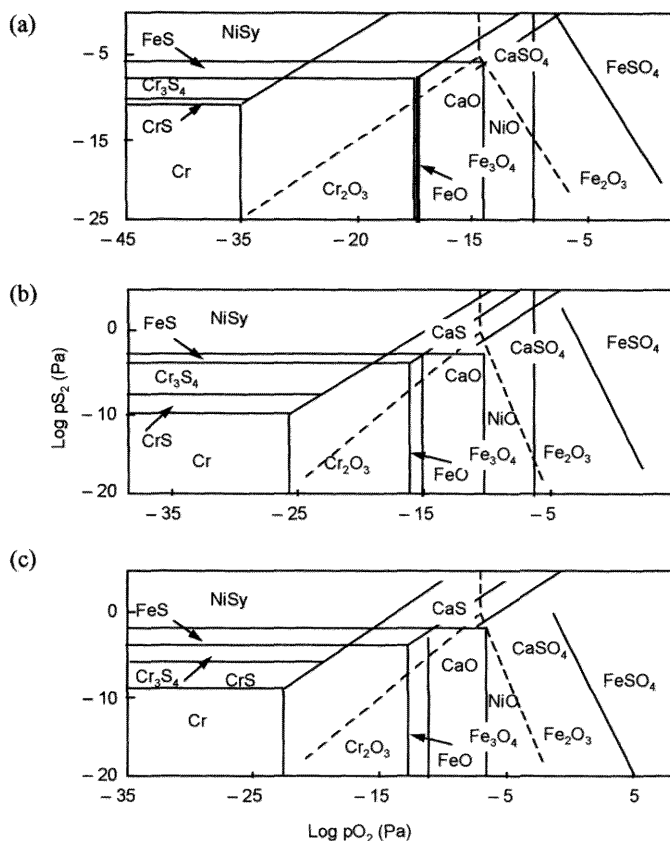 (a)
NiSy
FeS
Cr₃S₄
CrS
Cr
Cr₂O₃
FeO
CaO
Fe₃O₄
NiO
CaSO₄
Fe₂O₃
FeSO₄
– 5
– 15
– 25
– 45
– 35
– 20
– 15
– 5
(b)
NiSy
FeS
Cr₃S₄
CrS
Cr
Cr₂O₃
FeO
CaS
CaO
Fe₃O₄
NiO
CaSO₄
Fe₂O₃
FeSO₄
0
– 10
– 20
– 35
– 25
– 15
– 5
Log pS₂ (Pa)
(c)
NiSy
FeS
Cr₃S₄
CrS
Cr
Cr₂O₃
FeO
CaS
CaO
Fe₃O₄
NiO
CaSO₄
Fe₂O₃
FeSO₄
0
– 10
– 20
– 35
– 25
– 15
– 5
5
Log pO₂ (Pa)